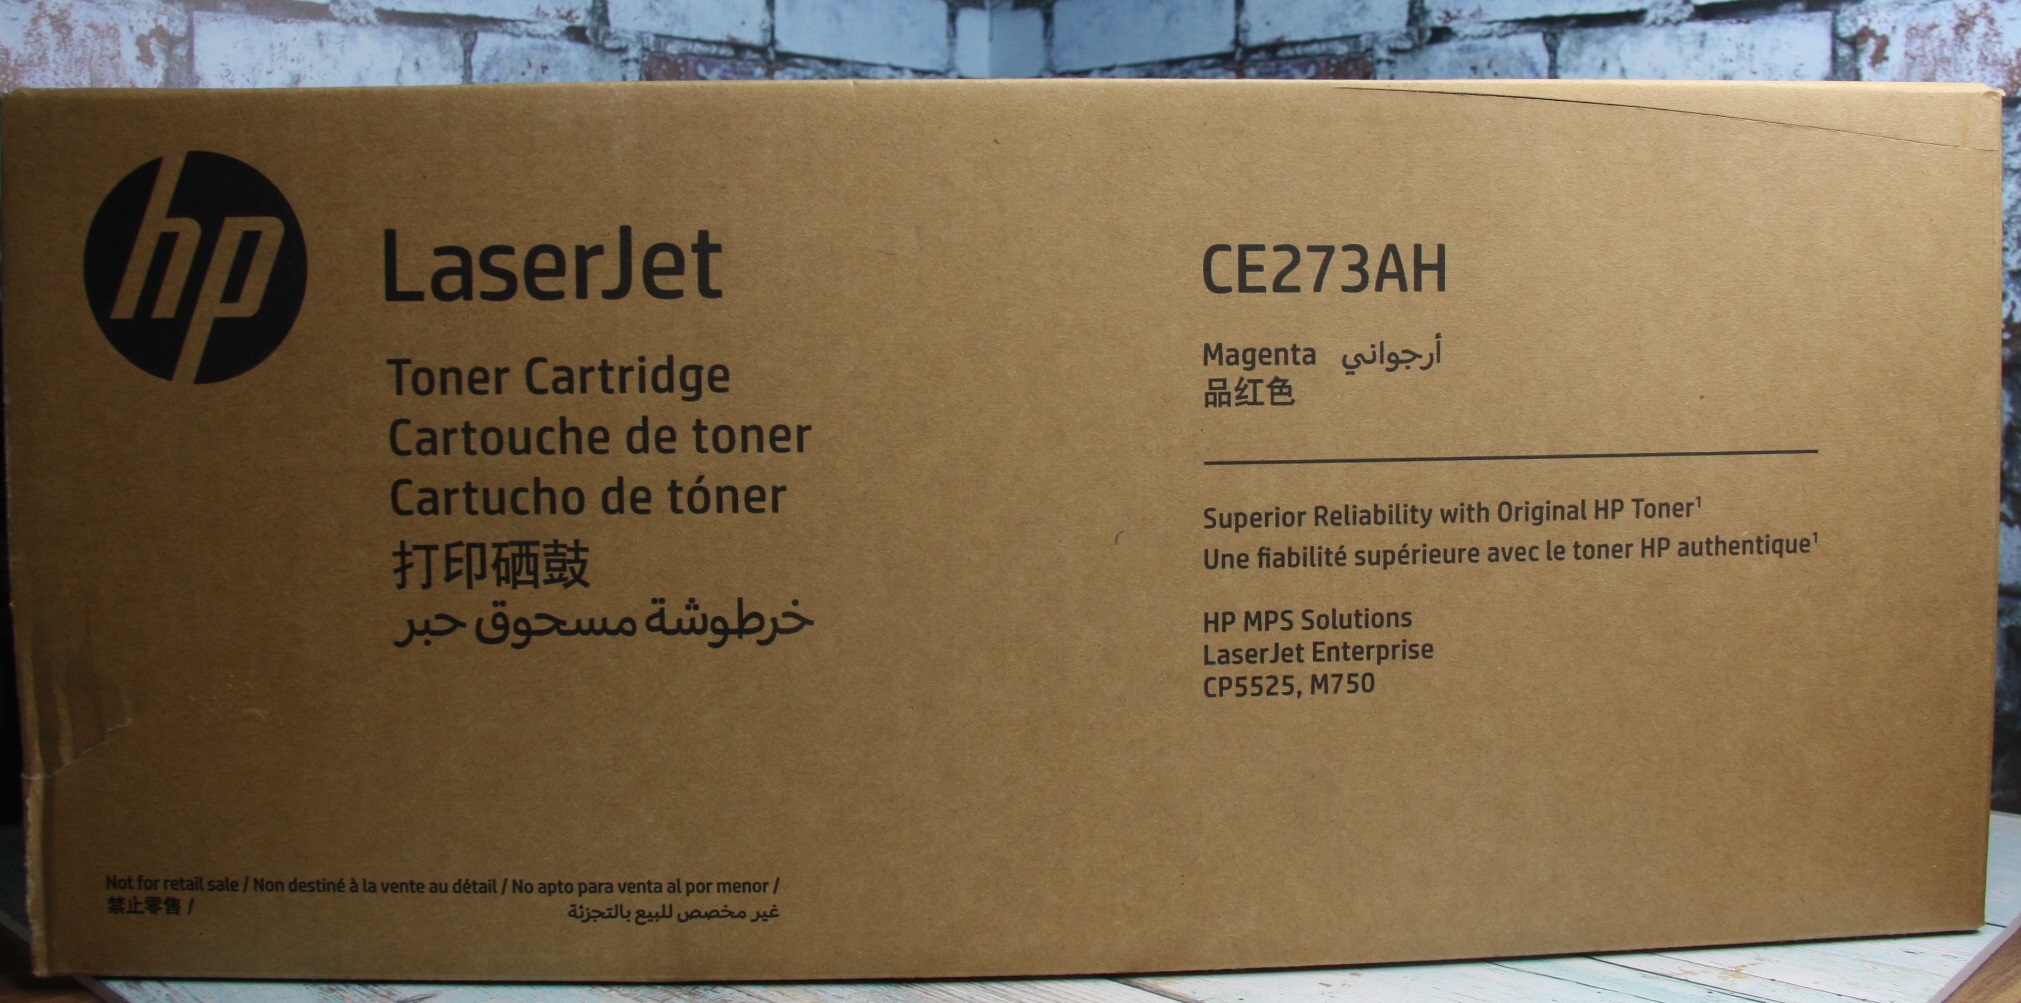 hp
LaserJet
Toner Cartridge
Cartouche de toner
Cartucho de tóner
打印硒鼓
خرطوشة مسحوق حبر
CE273AH
Magenta أرجواني
品红色
Superior Reliability with Original HP Toner¹
Une fiabilité supérieure avec le toner HP authentique¹
HP MPS Solutions
LaserJet Enterprise
CP5525, M750
Not for retail sale / Non destiné à la vente au détail / No apto para venta al por menor /
禁止零售 / غير مخصص للبيع بالتجزئة